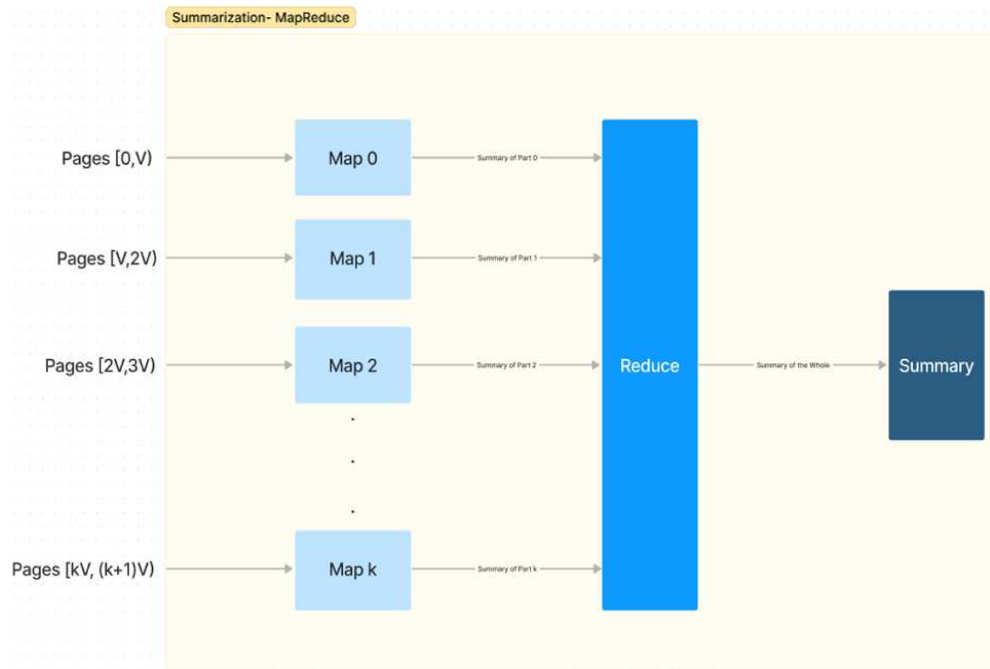 Summarization- MapReduce
Pages [0,V)
Map 0
Summary of Part 0
Pages [V,2V)
Map 1
Summary of Part 1
Pages [2V,3V)
Map 2
Summary of Part 2
Reduce
Summary of the Whole
Summary
.
.
.
Pages [kV, (k+1)V)
Map k
Summary of Part k